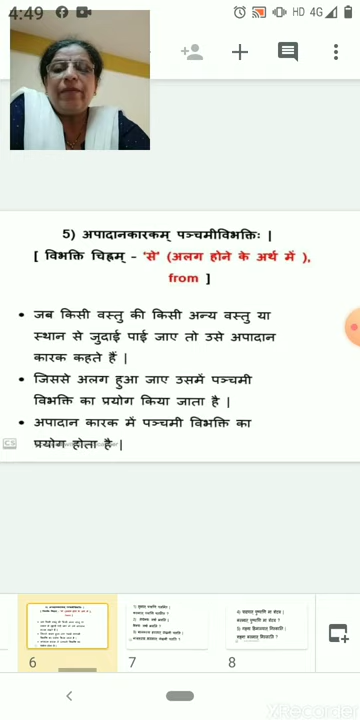 4:49
HD 4G
5) अपादानकारकम् पञ्चमीविभक्तिः |
[ विभक्ति चिह्नम् - 'से' (अलग होने के अर्थ में ),
from ]
• जब किसी वस्तु की किसी अन्य वस्तु या
स्थान से जुदाई पाई जाए तो उसे अपादान
कारक कहते हैं |
• जिससे अलग हुआ जाए उसमें पञ्चमी
विभक्ति का प्रयोग किया जाता है |
• अपादान कारक में पञ्चमी विभक्ति का
CS
प्रयोग होता है |
6
7
8
XRecorder